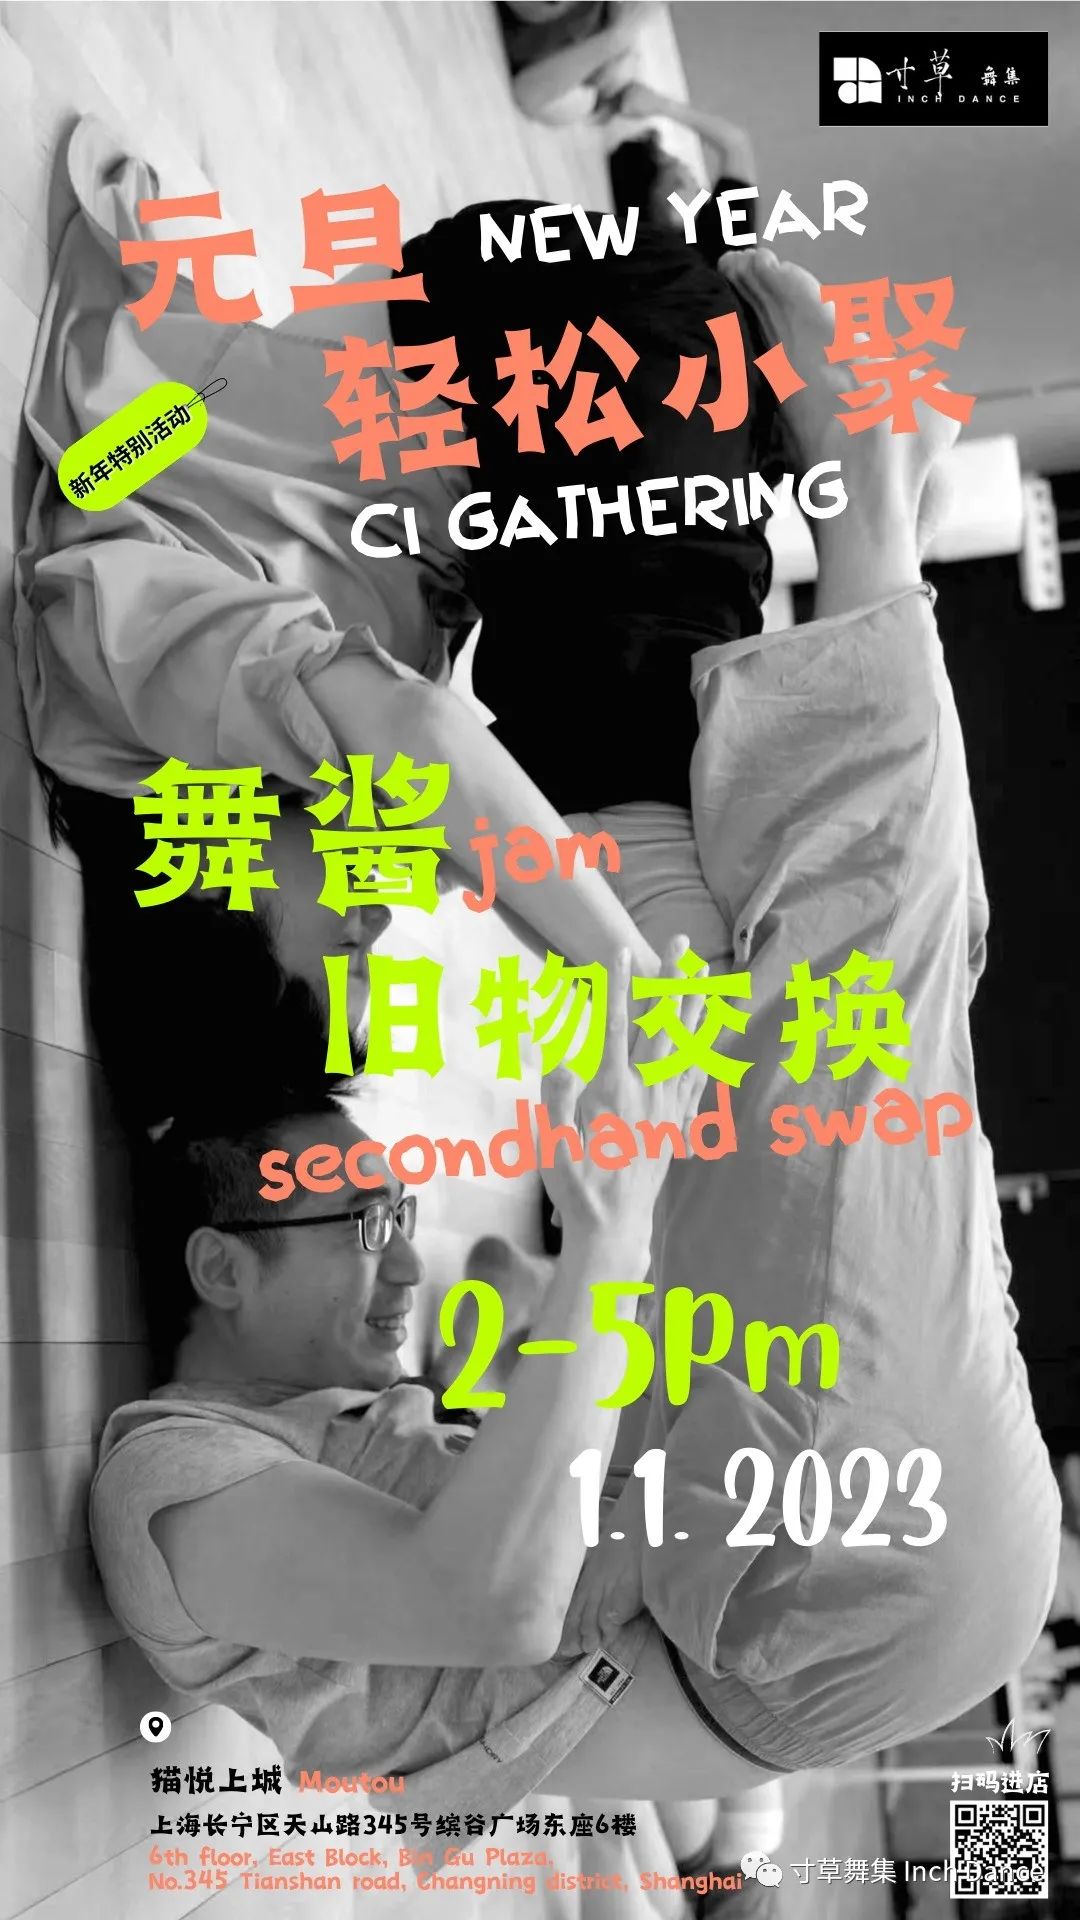 寸草 舞集
INCH DANCE
元旦 NEW YEAR
轻松小聚
新年特别活动
CI GATHERING
舞酱 jam
旧物交换
secondhand swap
2-5pm
1.1.2023
猫悦上城 Moutou
上海长宁区天山路345号缤谷广场东座6楼
6th floor, East Block, Bin Gu Plaza,
No.345 Tianshan road, Changning district, Shanghai
扫码进店
寸草舞集 Inch Dance